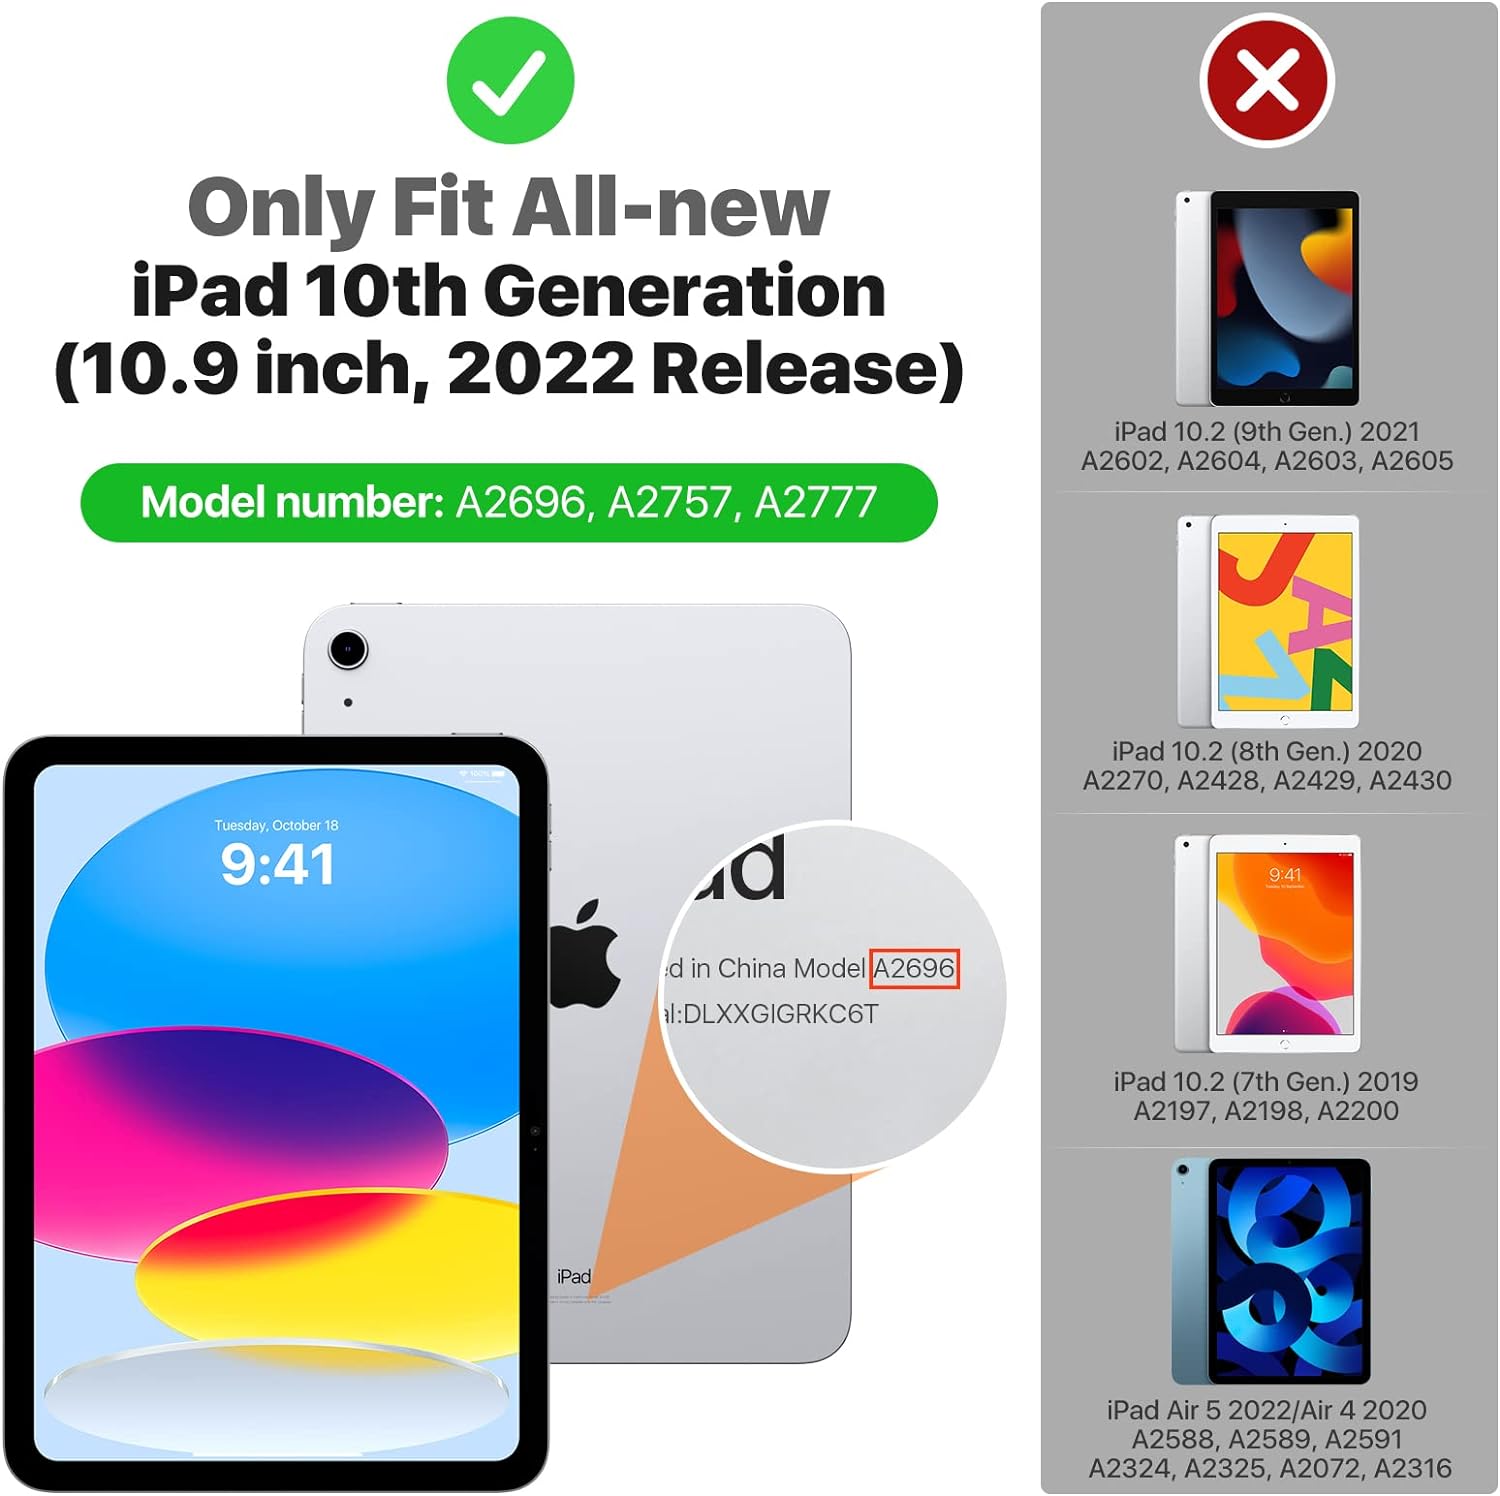 Only Fit All-new
iPad 10th Generation
(10.9 inch, 2022 Release)
Model number: A2696, A2757, A2777
100%
Tuesday, October 18
9:41
ad
ed in China Model A2696
al:DLXXGIGRKC6T
iPad
iPad 10.2 (9th Gen.) 2021
A2602, A2604, A2603, A2605
iPad 10.2 (8th Gen.) 2020
A2270, A2428, A2429, A2430
9:41
iPad 10.2 (7th Gen.) 2019
A2197, A2198, A2200
iPad Air 5 2022/Air 4 2020
A2588, A2589, A2591
A2324, A2325, A2072, A2316